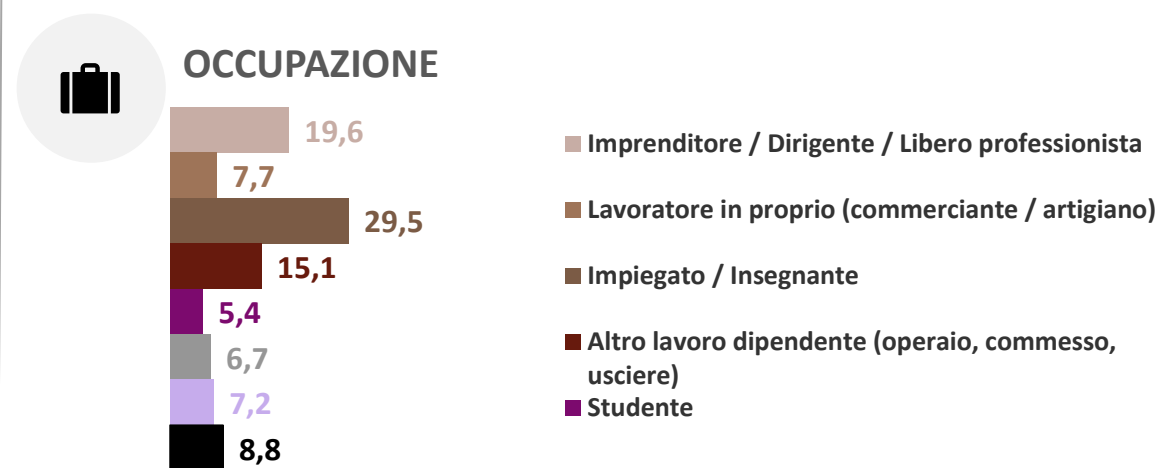 OCCUPAZIONE
19,6
7,7
29,5
15,1
5,4
6,7
7,2
8,8
Imprenditore / Dirigente / Libero professionista
Lavoratore in proprio (commerciante / artigiano)
Impiegato / Insegnante
Altro lavoro dipendente (operaio, commesso,
usciere)
Studente